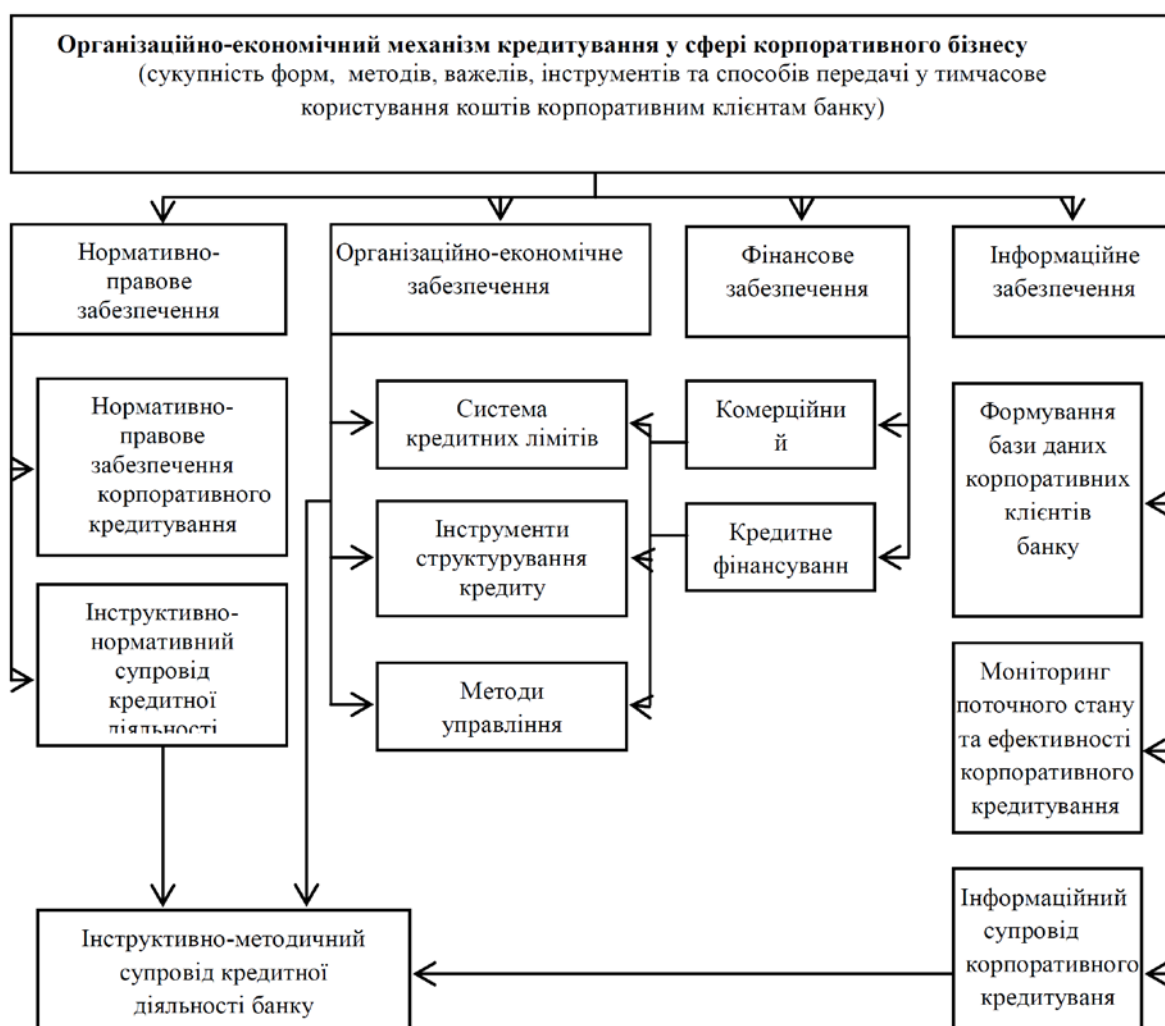 Організаційно-економічний механізм кредитування у сфері корпоративного бізнесу
(сукупність форм, методів, важелів, інструментів та способів передачі у тимчасове
користування коштів корпоративним клієнтам банку)
Нормативно-
правове
забезпечення
Організаційно-економічне
забезпечення
Фінансове
забезпечення
Інформаційне
забезпечення
Нормативно-
правове
забезпечення
корпоративного
кредитування
Система
кредитних лімітів
Комерційни
й
Формування
бази даних
корпоративних
клієнтів
банку
Інструменти
структурування
кредиту
Кредитне
фінансуванн
Інструктивно-
нормативний
супровід
кредитної
діяльності
Методи
управління
Моніторинг
поточного стану
та ефективності
корпоративного
кредитування
Інструктивно-методичний
супровід кредитної
діяльності банку
Інформаційний
супровід
корпоративного
кредитуваня